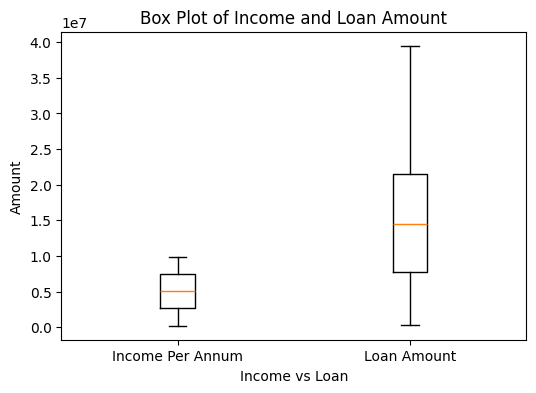 Box Plot of Income and Loan Amount
1e7
4.0
3.5
3.0
2.5
2.0
1.5
1.0
0.5
0.0
Amount
Income Per Annum
Loan Amount
Income vs Loan